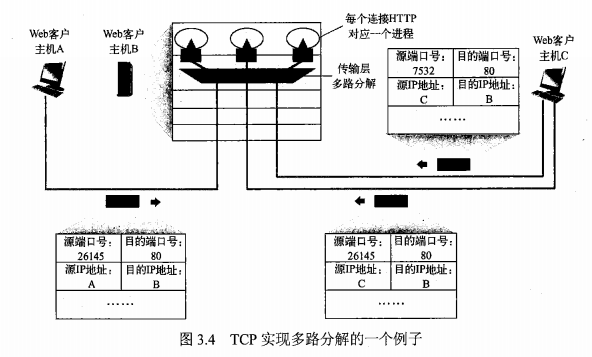 每个连接HTTP
对应一个进程
Web客户
主机A
Web客户
主机B
Web客户
主机C
传输层
多路分解
源端口号： 目的端口号：
7532 80
源IP地址： 目的IP地址：
C B
……
源端口号： 目的端口号：
26145 80
源IP地址： 目的IP地址：
A B
……
源端口号： 目的端口号：
26145 80
源IP地址： 目的IP地址：
C B
……
图 3.4 TCP 实现多路分解的一个例子